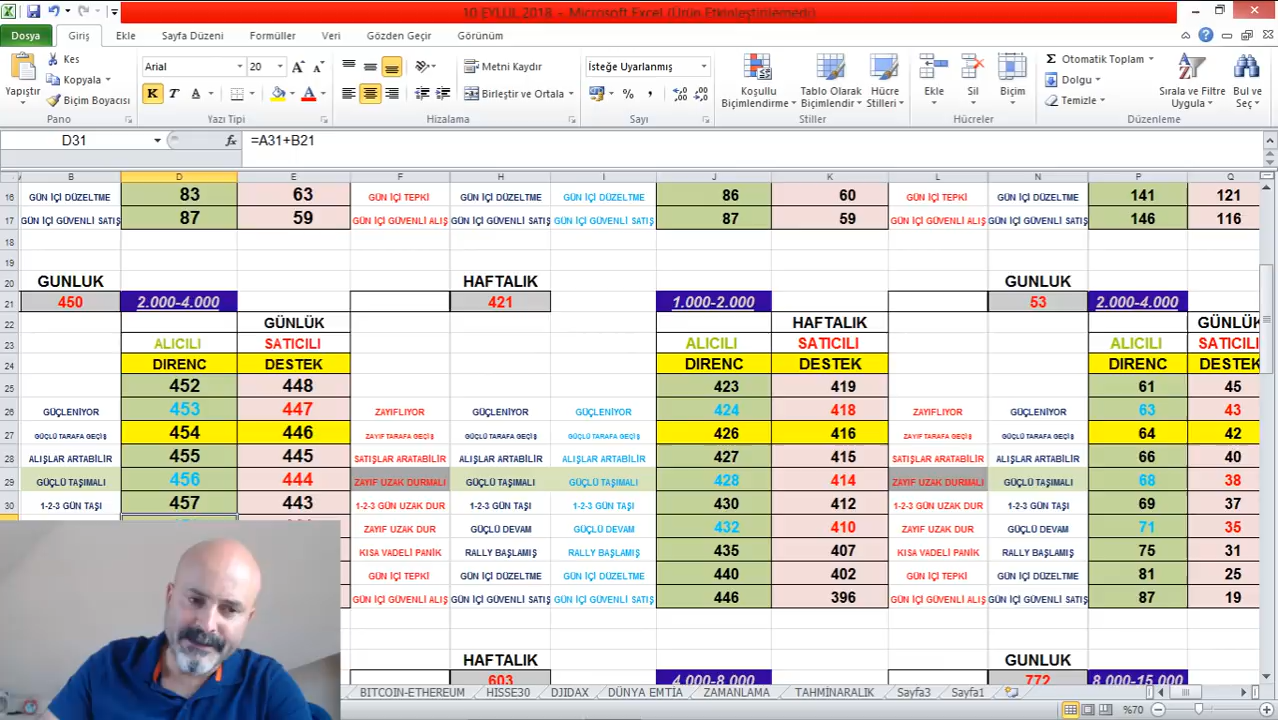 10 EYLUL 2018 - Microsoft Excel (Ürün Etkinleştirilemedi)
Dosya Giriş Ekle Sayfa Düzeni Formüller Veri Gözden Geçir Görünüm
Kes Arial 20 Metni Kaydır İsteğe Uyarlanmış Otomatik Toplam
Yapıştır Kopyala Dolgu
Biçim Boyacısı K T A Birleştir ve Ortala % Koşullu Biçimlendirme Tablo Olarak Biçimlendir Hücre Stilleri Ekle Sil Biçim Temizle Sırala ve Filtre Uygula Bul ve Seç
Pano Yazı Tipi Hizalama Sayı Stiller Hücreler Düzenleme
D31 fx =A31+B21
B D E F H I J K L N P Q
16 GÜN İÇİ DÜZELTME 83 63 GÜN İÇİ TEPKİ GÜN İÇİ DÜZELTME GÜN İÇİ DÜZELTME 86 60 GÜN İÇİ TEPKİ GÜN İÇİ DÜZELTME 141 121
17 GÜN İÇİ GÜVENLİ SATIŞ 87 59 GÜN İÇİ GÜVENLİ ALIŞ GÜN İÇİ GÜVENLİ SATIŞ GÜN İÇİ GÜVENLİ SATIŞ 87 59 GÜN İÇİ GÜVENLİ ALIŞ GÜN İÇİ GÜVENLİ SATIŞ 146 116
18
19
20 GUNLUK HAFTALIK GUNLUK
21 450 2.000-4.000 421 1.000-2.000 53 2.000-4.000
22 GÜNLÜK HAFTALIK GÜNLÜK
23 ALICILI SATICILI ALICILI SATICILI ALICILI SATICILI
24 DIRENC DESTEK DIRENC DESTEK DIRENC DESTEK
25 452 448 423 419 61 45
26 GÜÇLENİYOR 453 447 ZAYIFLIYOR GÜÇLENİYOR GÜÇLENİYOR 424 418 ZAYIFLIYOR GÜÇLENİYOR 63 43
27 GÜÇLÜ TARAFA GEÇİŞ 454 446 ZAYIF TARAFA GEÇİŞ GÜÇLÜ TARAFA GEÇİŞ GÜÇLÜ TARAFA GEÇİŞ 426 416 ZAYIF TARAFA GEÇİŞ GÜÇLÜ TARAFA GEÇİŞ 64 42
28 ALIŞLAR ARTABİLİR 455 445 SATIŞLAR ARATABİLİR ALIŞLAR ARTABİLİR ALIŞLAR ARTABİLİR 427 415 SATIŞLAR ARATABİLİR ALIŞLAR ARTABİLİR 66 40
29 GÜÇLÜ TAŞIMALI 456 444 ZAYIF UZAK DURMALI GÜÇLÜ TAŞIMALI GÜÇLÜ TAŞIMALI 428 414 ZAYIF UZAK DURMALI GÜÇLÜ TAŞIMALI 68 38
30 1-2-3 GÜN TAŞI 457 443 1-2-3 GÜN UZAK DUR 1-2-3 GÜN TAŞI 1-2-3 GÜN TAŞI 430 412 1-2-3 GÜN UZAK DUR 1-2-3 GÜN TAŞI 69 37
ZAYIF UZAK DUR GÜÇLÜ DEVAM GÜÇLÜ DEVAM 432 410 ZAYIF UZAK DUR GÜÇLÜ DEVAM 71 35
KISA VADELİ PANİK RALLY BAŞLAMIŞ RALLY BAŞLAMIŞ 435 407 KISA VADELİ PANİK RALLY BAŞLAMIŞ 75 31
GÜN İÇİ TEPKİ GÜN İÇİ DÜZELTME GÜN İÇİ DÜZELTME 440 402 GÜN İÇİ TEPKİ GÜN İÇİ DÜZELTME 81 25
GÜN İÇİ GÜVENLİ ALIŞ GÜN İÇİ GÜVENLİ SATIŞ GÜN İÇİ GÜVENLİ SATIŞ 446 396 GÜN İÇİ GÜVENLİ ALIŞ GÜN İÇİ GÜVENLİ SATIŞ 87 19
HAFTALIK GUNLUK
603 4.000-8.000 772 8.000-15.000
BITCOIN-ETHEREUM HISSE30 DJIDAX DÜNYA EMTİA ZAMANLAMA TAHMİNARALIK Sayfa3 Sayfa1
%70